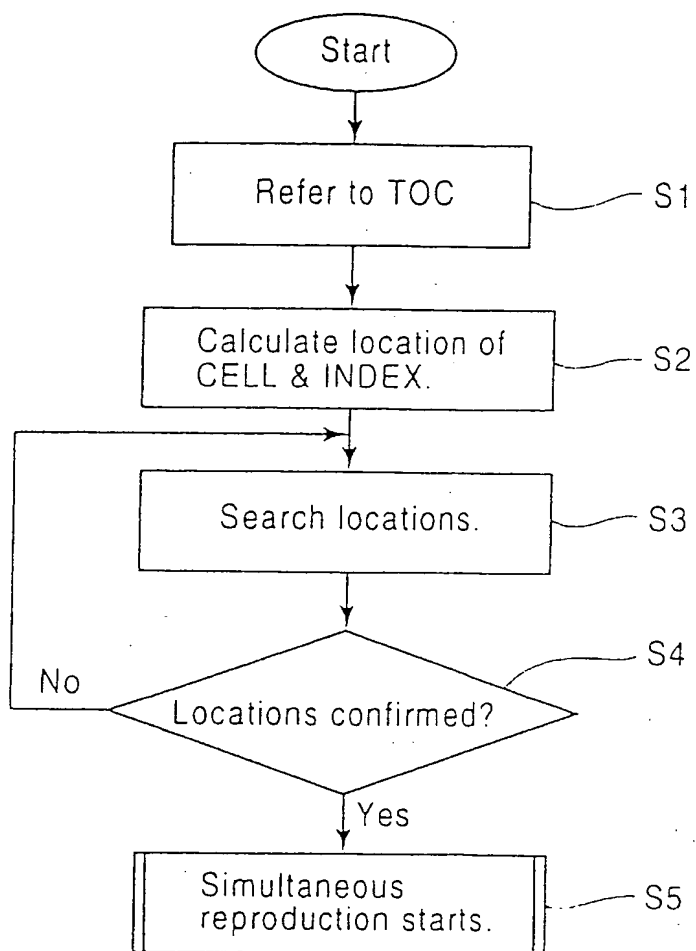 Start
Refer to TOC
S1
Calculate location of
CELL & INDEX.
S2
Search locations.
S3
S4
No
Locations confirmed?
Yes
Simultaneous
reproduction starts.
S5